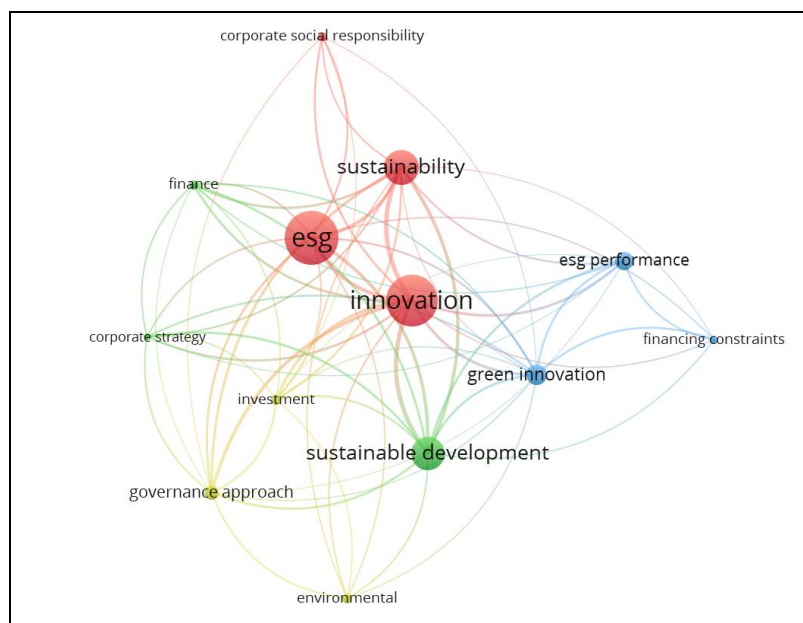 corporate social responsibility
sustainability
finance
esg
esg performance
innovation
corporate strategy
financing constraints
green innovation
investment
sustainable development
governance approach
environmental